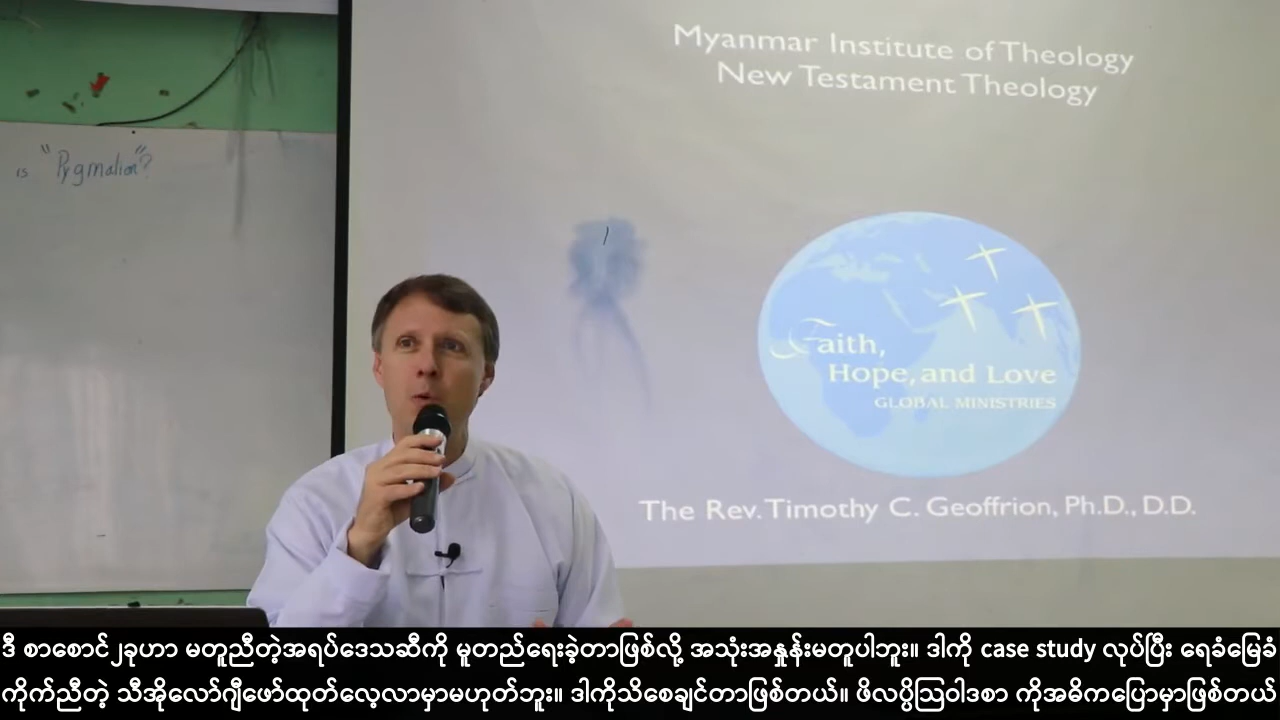 Myanmar Institute of Theology
New Testament Theology
is "Pygmalion"?
Faith,
Hope, and Love
GLOBAL MINISTRIES
The Rev. Timothy C. Geoffrion, Ph.D., D.D.
ဒီ စာစောင်၂ခုဟာ မတူညီတဲ့အရပ်ဒေသဆီကို မူတည်ရေးခဲ့တာဖြစ်လို့ အသုံးအနှုန်းမတူပါဘူး။ ဒါကို case study လုပ်ပြီး ရေခံမြေခံ
ကိုက်ညီတဲ့ သီအိုလော်ဂျီဖော်ထုတ်လေ့လာမှာမဟုတ်ဘူး။ ဒါကိုသိစေချင်တာဖြစ်တယ်။ ဖိလပ္ပိသြဝါဒစာ ကိုအဓိကပြောမှာဖြစ်တယ်